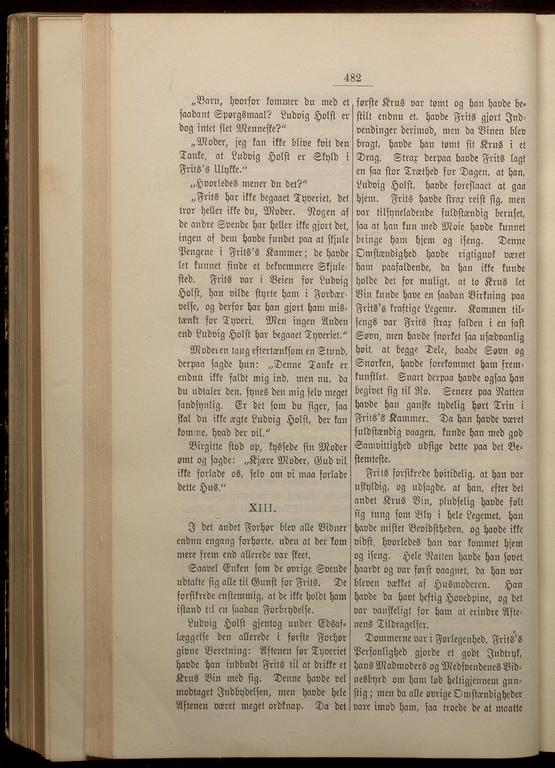 482
„Barn, hvorfor kommer du med et
saadant Spørgsmaal? Ludvig Holst er
dog intet slet Menneske?“
„Moder, jeg kan ikke blive kvit den
Tanke, at Ludvig Holst er Skyld i
Frits's Ulykke.“
„Hvorledes mener du det?“
„Frits har ikke begaaet Tyveriet, det
tror heller ikke du, Moder. Nogen af
de andre Svende har heller ikke gjort det,
ingen af dem havde fundet paa at skjule
Pengene i Frits's Kammer; de havde
let kunnet finde et bekvemmere Skjule-
sted. Frits var i Veien for Ludvig
Holst, han vilde styrte ham i Fordær-
velse, og derfor har han gjort ham mis-
tænkt for Tyveri. Men ingen Anden
end Ludvig Holst har begaaet Tyveriet.“
Moderen taug eftertænksom en Stund,
derpaa sagde hun: „Denne Tanke er
endnu ikke faldt mig ind, men nu, da
du udtaler den, synes den mig selv meget
sandsynlig. Er det som du siger, saa
skal du ikke ægte Ludvig Holst, der kan
komme, hvad der vil.“
Birgitte stod op, kyssede sin Moder
ømt og sagde: „Kjære Moder, Gud vil
ikke forlade os, selv om vi maa forlade
dette Hus.“
XIII.
I det andet Forhør blev alle Vidner
endnu engang forhørte, uden at der kom
mere frem end allerede var skeet.
Saavel Enken som de øvrige Svende
udtalte sig alle til Gunst for Frits. De
forsikrede enstemmig, at de ikke holdt ham
istand til en saadan Forbrydelse.
Ludvig Holst gjentog under Edsaf-
læggelse den allerede i første Forhør
givne Beretning: Aftenen før Tyveriet
havde han indbudt Frits til at drikke et
Krus Vin med sig. Denne havde vel
modtaget Indbydelsen, men havde hele
Aftenen været meget ordknap. Da det
første Krus var tømt og han havde be-
stilt endnu et, havde Frits gjort Ind-
vendinger derimod, men da Vinen blev
bragt, havde han tømt sit Krus i et
Drag. Strax derpaa havde Frits lagt
en saa stor Træthed for Dagen, at han,
Ludvig Holst, havde foreslaaet at gaa
hjem. Frits havde strax reist sig, men
var tilsyneladende fuldstændig beruset,
saa at han kun med Møie havde kunnet
bringe ham hjem og iseng. Denne
Omstændighed havde rigtignok været
ham paafaldende, da han ikke kunde
holde det for muligt, at to Krus let
Vin kunde have en saadan Virkning paa
Frits's kraftige Legeme. Kommen til-
sengs var Frits strax falden i en fast
Søvn, men havde snorket saa usædvanlig
høit, at begge Dele, baade Søvn og
Snorken, havde forekommet ham frem-
kunstlet. Snart derpaa havde ogsaa han
begivet sig til Ro. Senere paa Natten
havde han ganske tydelig hørt Trin i
Frits's Kammer. Da han havde været
fuldstændig vaagen, kunde han med god
Samvittighed udsige dette paa det Be-
stemteste.
Frits forsikrede høitidelig, at han var
uskyldig, og udsagde, at han, efter det
andet Krus Vin, pludselig havde følt
sig tung som Bly i hele Legemet, han
havde mistet Bevidstheden, og havde ikke
vidst, hvorledes han var kommet hjem
og iseng. Hele Natten havde han sovet
haardt og var først vaagnet, da han var
bleven vækket af Husmoderen. Han
havde da havt heftig Hovedpine, og det
var vanskeligt for ham at erindre Afte-
nens Tildragelser.
Dommerne var i Forlegenhed. Frits's
Personlighed gjorde et godt Indtryk,
hans Madmoders og Medsvendenes Vid-
nesbyrd om ham lød heltigjennem gun-
stig; men da alle øvrige Omstændigheder
vare imod ham, saa troede de at maatte